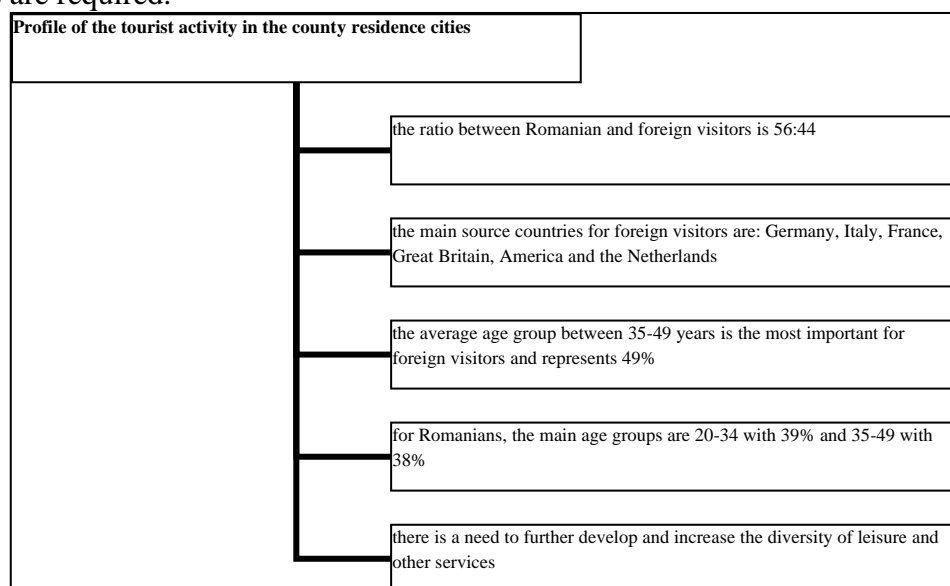 are required.
Profile of the tourist activity in the county residence cities
the ratio between Romanian and foreign visitors is 56:44
the main source countries for foreign visitors are: Germany, Italy, France,
Great Britain, America and the Netherlands
the average age group between 35-49 years is the most important for
foreign visitors and represents 49%
for Romanians, the main age groups are 20-34 with 39% and 35-49 with
38%
there is a need to further develop and increase the diversity of leisure and
other services